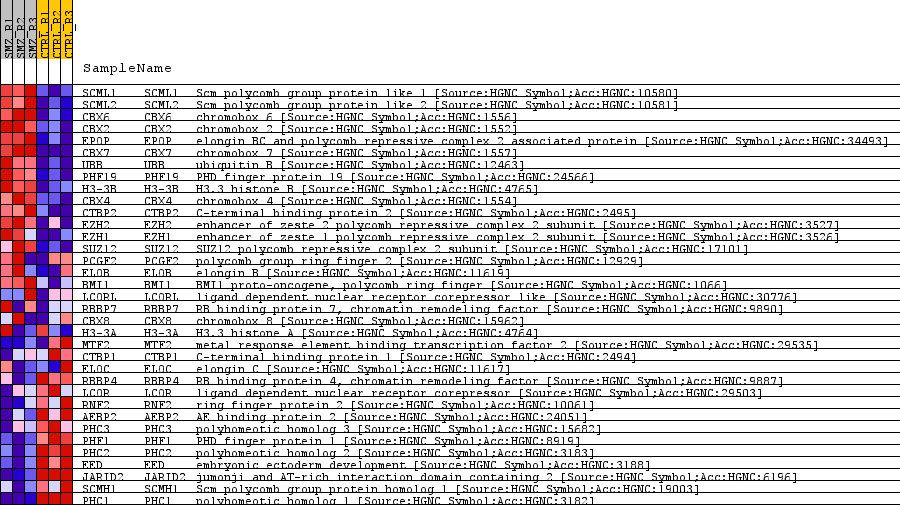 SMZ_R1 SMZ_R2 SMZ_R3 CTRL_R1 CTRL_R2 CTRL_R3
SampleName
SCML1 SCML1 Scm polycomb group protein like 1 [Source:HGNC Symbol;Acc:HGNC:10580]
SCML2 SCML2 Scm polycomb group protein like 2 [Source:HGNC Symbol;Acc:HGNC:10581]
CBX6 CBX6 chromobox 6 [Source:HGNC Symbol;Acc:HGNC:1556]
CBX2 CBX2 chromobox 2 [Source:HGNC Symbol;Acc:HGNC:1552]
EPOP EPOP elongin BC and polycomb repressive complex 2 associated protein [Source:HGNC Symbol;Acc:HGNC:34493]
CBX7 CBX7 chromobox 7 [Source:HGNC Symbol;Acc:HGNC:1557]
UBB UBB ubiquitin B [Source:HGNC Symbol;Acc:HGNC:12463]
PHF19 PHF19 PHD finger protein 19 [Source:HGNC Symbol;Acc:HGNC:24566]
H3-3B H3-3B H3.3 histone B [Source:HGNC Symbol;Acc:HGNC:4765]
CBX4 CBX4 chromobox 4 [Source:HGNC Symbol;Acc:HGNC:1554]
CTBP2 CTBP2 C-terminal binding protein 2 [Source:HGNC Symbol;Acc:HGNC:2495]
EZH2 EZH2 enhancer of zeste 2 polycomb repressive complex 2 subunit [Source:HGNC Symbol;Acc:HGNC:3527]
EZH1 EZH1 enhancer of zeste 1 polycomb repressive complex 2 subunit [Source:HGNC Symbol;Acc:HGNC:3526]
SUZ12 SUZ12 SUZ12 polycomb repressive complex 2 subunit [Source:HGNC Symbol;Acc:HGNC:17101]
PCGF2 PCGF2 polycomb group ring finger 2 [Source:HGNC Symbol;Acc:HGNC:12929]
ELOB ELOB elongin B [Source:HGNC Symbol;Acc:HGNC:11619]
BMI1 BMI1 BMI1 proto-oncogene, polycomb ring finger [Source:HGNC Symbol;Acc:HGNC:1066]
LCORL LCORL ligand dependent nuclear receptor corepressor like [Source:HGNC Symbol;Acc:HGNC:30776]
RBBP7 RBBP7 RB binding protein 7, chromatin remodeling factor [Source:HGNC Symbol;Acc:HGNC:9890]
CBX8 CBX8 chromobox 8 [Source:HGNC Symbol;Acc:HGNC:15962]
H3-3A H3-3A H3.3 histone A [Source:HGNC Symbol;Acc:HGNC:4764]
MTF2 MTF2 metal response element binding transcription factor 2 [Source:HGNC Symbol;Acc:HGNC:29535]
CTBP1 CTBP1 C-terminal binding protein 1 [Source:HGNC Symbol;Acc:HGNC:2494]
ELOC ELOC elongin C [Source:HGNC Symbol;Acc:HGNC:11617]
RBBP4 RBBP4 RB binding protein 4, chromatin remodeling factor [Source:HGNC Symbol;Acc:HGNC:9887]
LCOR LCOR ligand dependent nuclear receptor corepressor [Source:HGNC Symbol;Acc:HGNC:29503]
RNF2 RNF2 ring finger protein 2 [Source:HGNC Symbol;Acc:HGNC:10061]
AEBP2 AEBP2 AE binding protein 2 [Source:HGNC Symbol;Acc:HGNC:24051]
PHC3 PHC3 polyhomeotic homolog 3 [Source:HGNC Symbol;Acc:HGNC:15682]
PHF1 PHF1 PHD finger protein 1 [Source:HGNC Symbol;Acc:HGNC:8919]
PHC2 PHC2 polyhomeotic homolog 2 [Source:HGNC Symbol;Acc:HGNC:3183]
EED EED embryonic ectoderm development [Source:HGNC Symbol;Acc:HGNC:3188]
JARID2 JARID2 jumonji and AT-rich interaction domain containing 2 [Source:HGNC Symbol;Acc:HGNC:6196]
SCMH1 SCMH1 Scm polycomb group protein homolog 1 [Source:HGNC Symbol;Acc:HGNC:19003]
PHC1 PHC1 polyhomeotic homolog 1 [Source:HGNC Symbol;Acc:HGNC:3182]